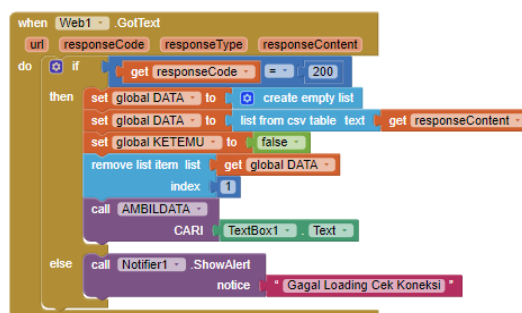 when Web1 .GotText
url responseCode responseType responseContent
do if get responseCode = 200
then set global DATA to create empty list
set global DATA to list from csv table text get responseContent
set global KETEMU to false
remove list item list get global DATA
index 1
call AMBILDATA
CARI TextBox1 . Text
else call Notifier1 .ShowAlert
notice " Gagal Loading Cek Koneksi "